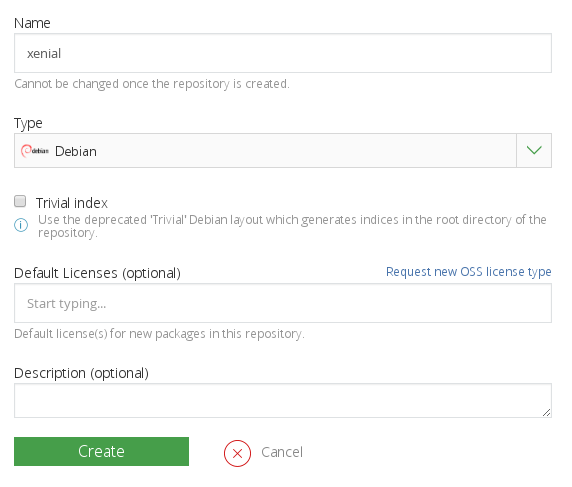 Name
xenial
Cannot be changed once the repository is created.
Type
debian Debian
Trivial index
Use the deprecated 'Trivial' Debian layout which generates indices in the root directory of the
repository.
Default Licenses (optional) Request new OSS license type
Start typing...
Default license(s) for new packages in this repository.
Description (optional)
Create Cancel